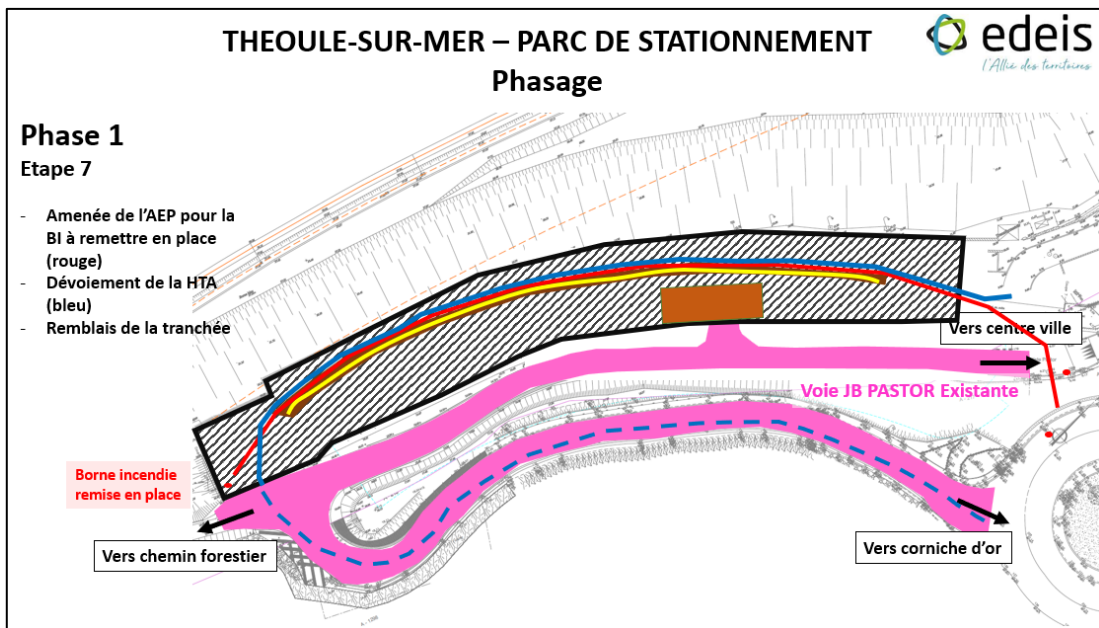 THEOULE-SUR-MER – PARC DE STATIONNEMENT
Phasage
edeis
l'Allié des territoires
Phase 1
Etape 7
- Amenée de l'AEP pour la
BI à remettre en place
(rouge)
- Dévoiement de la HTA
(bleu)
- Remblais de la tranchée
Vers centre ville
Voie JB PASTOR Existante
Borne incendie
remise en place
Vers chemin forestier
Vers corniche d'or